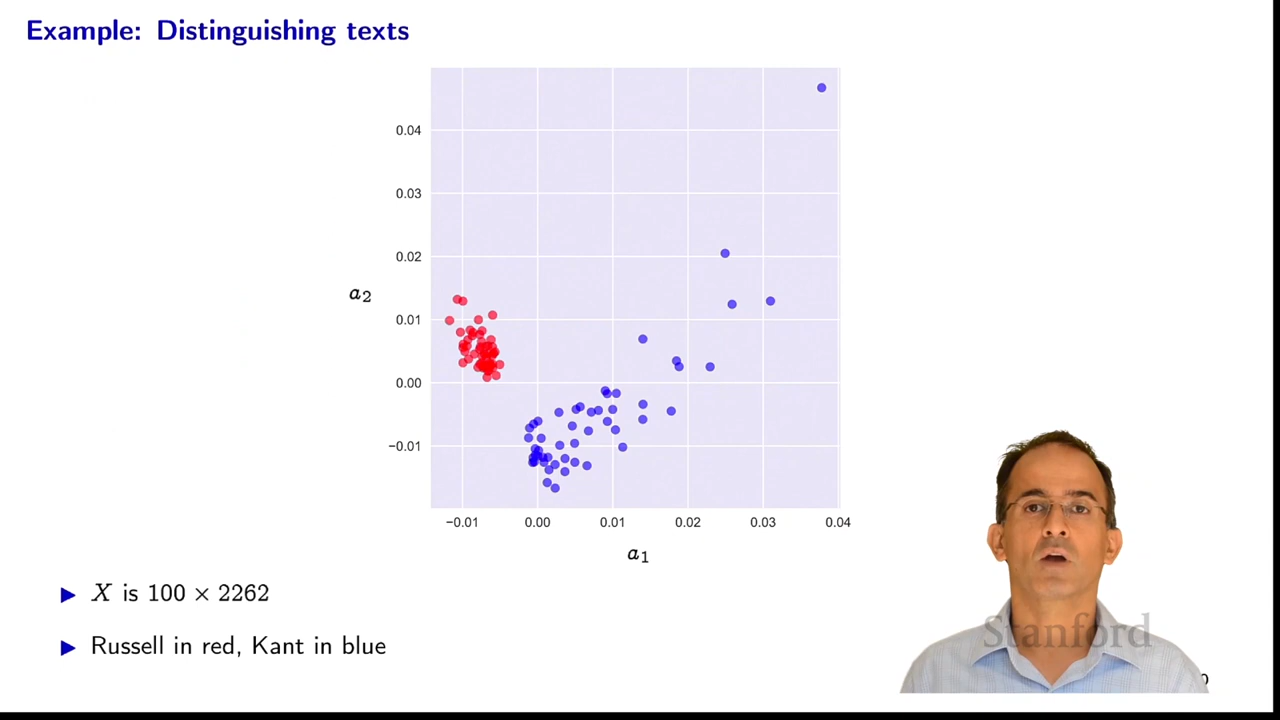 Example: Distinguishing texts
0.04
0.03
0.02
a₂
0.01
0.00
−0.01
−0.01 0.00 0.01 0.02 0.03 0.04
a₁
▶ X is 100 × 2262
▶ Russell in red, Kant in blue
Stanford